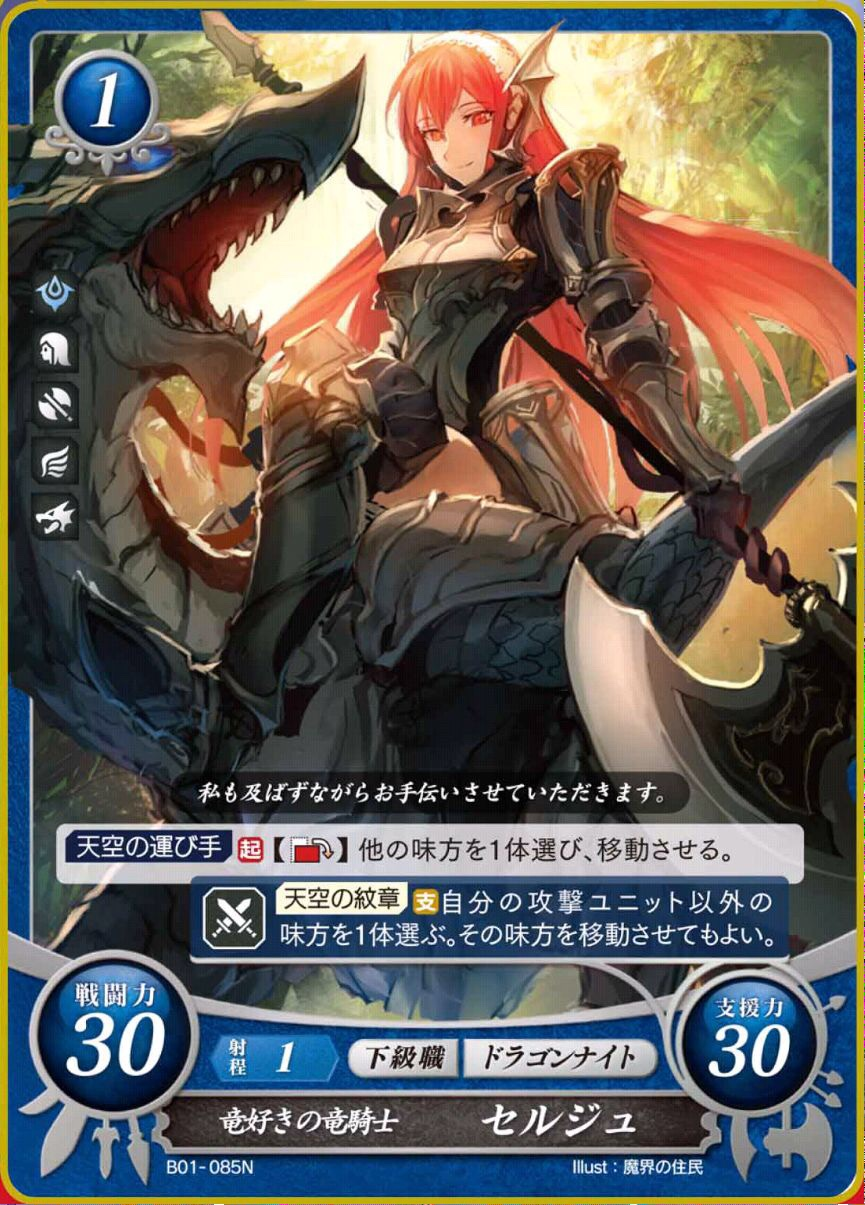 1
私も及ばずながらお手伝いさせていただきます。
天空の運び手 起【 】他の味方を1体選び、移動させる。
天空の紋章 支 自分の攻撃ユニット以外の
味方を1体選ぶ。その味方を移動させてもよい。
戦闘力
30
射程 1 下級職 ドラゴンナイト
支援力
30
竜好きの竜騎士 セルジュ
B01-085N Illust：魔界の住民